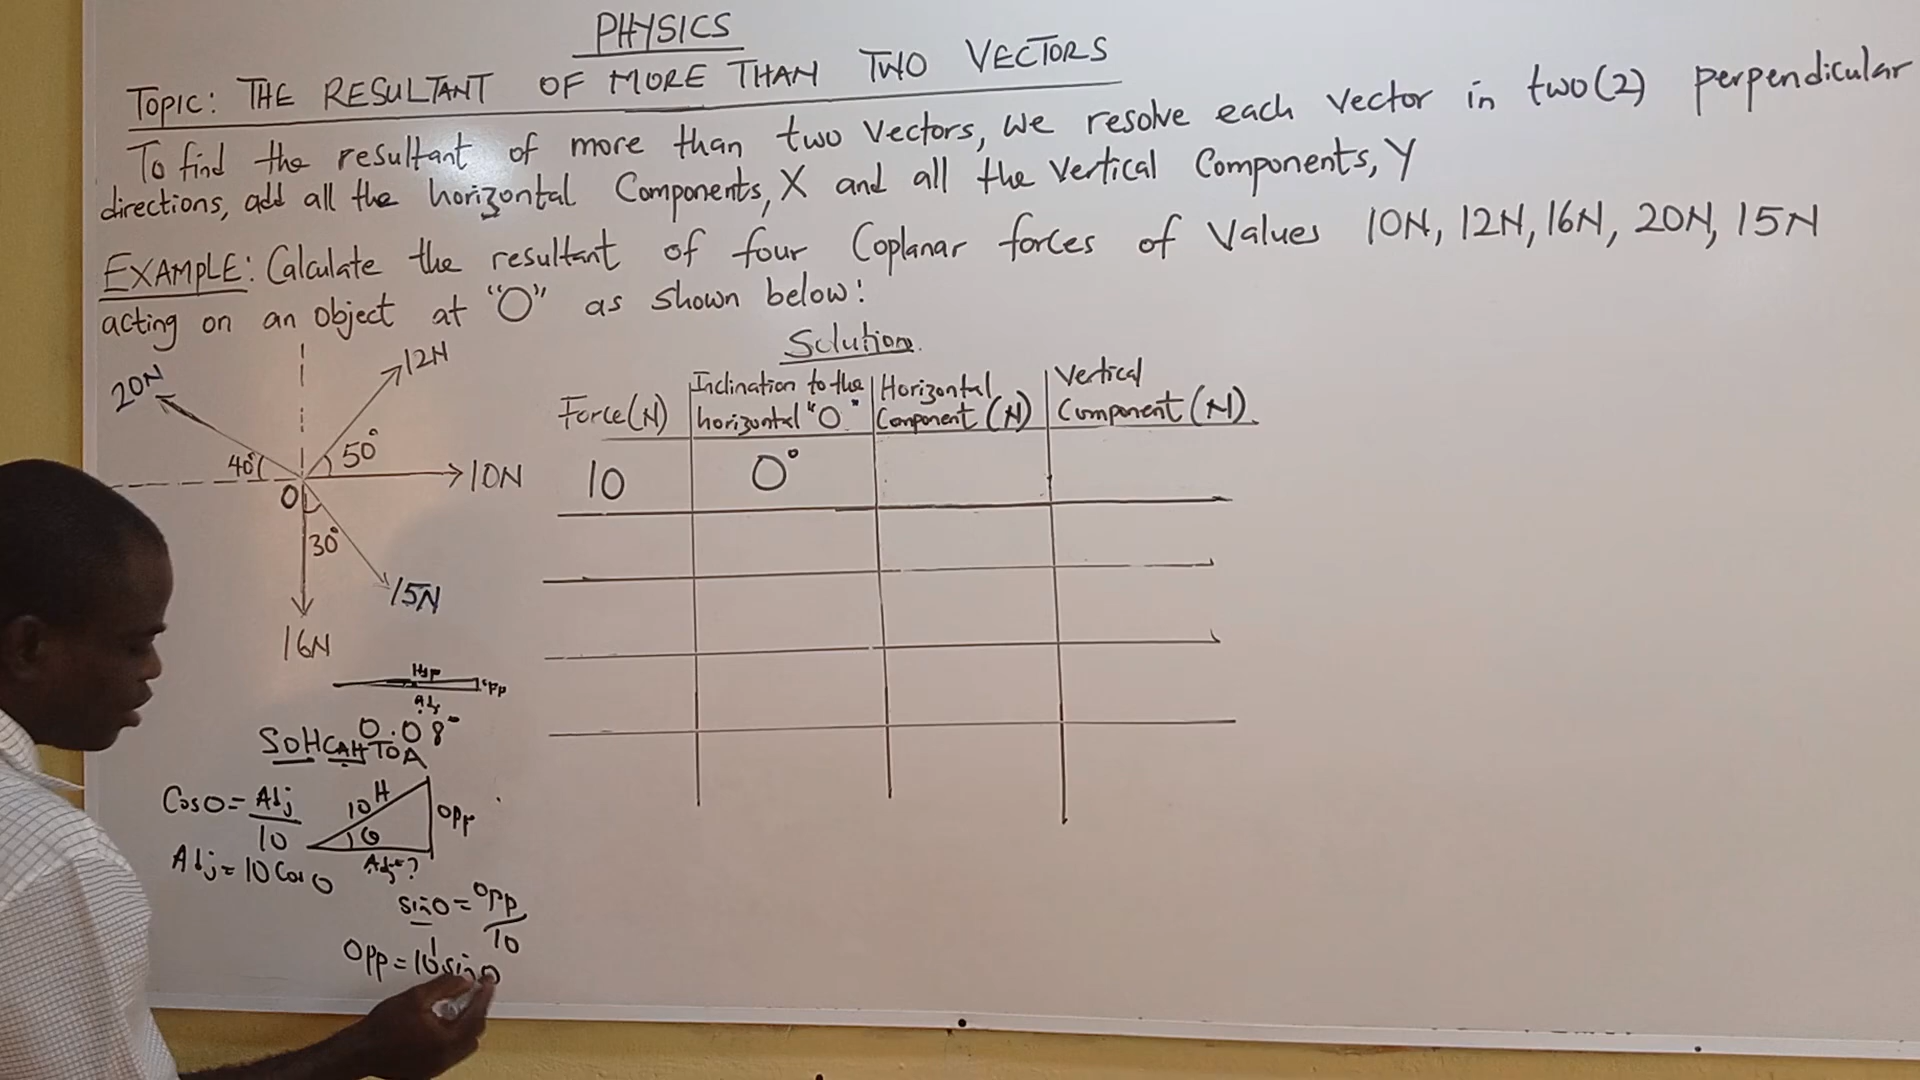 PHYSICS
TOPIC: THE RESULTANT OF MORE THAN TWO VECTORS
To find the resultant of more than two vectors, we resolve each vector in two(2) perpendicular
directions, add all the horizontal Components, X and all the Vertical Components, Y
EXAMPLE: Calculate the resultant of four Coplanar forces of Values 10N, 12N, 16N, 20N, 15N
acting on an object at "O" as shown below:
Solution
20N
12N
40°
50°
10N
O
30°
15N
16N
Force(N)
Inclination to the horizontal "O"
Horizontal Component (N)
Vertical Component (N)
10
0°
Hyp
opp
Adj
0.08°
SOHCAHTOA
Cosθ = Adj/10
10 H
θ
opp
Adj=?
Adj = 10 Cos θ
sinθ = opp/10
Opp = 10 sin θ